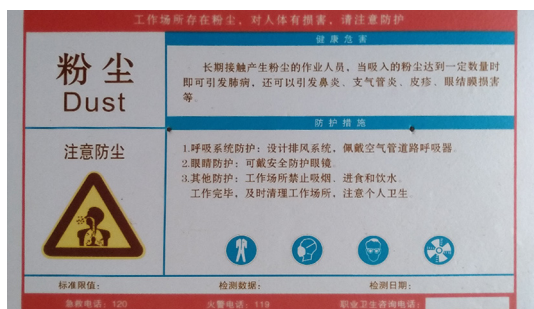 工作场所存在粉尘，对人体有损害，请注意防护
粉尘
Dust
注意防尘
健康危害
长期接触产生粉尘的作业人员，当吸入的粉尘达到一定数量时
即可引发肺病，还可以引发鼻炎、支气管炎、皮疹、眼结膜损害
等。
防护措施
1.呼吸系统防护：设计排风系统，佩戴空气管道路呼吸器。
2.眼睛防护：可戴安全防护眼镜。
3.其他防护：工作场所禁止吸烟、进食和饮水。
工作完毕，及时清理工作场所，注意个人卫生。
标准限值：
检测数据：
检测日期：
急救电话：120
火警电话：119
职业卫生咨询电话：